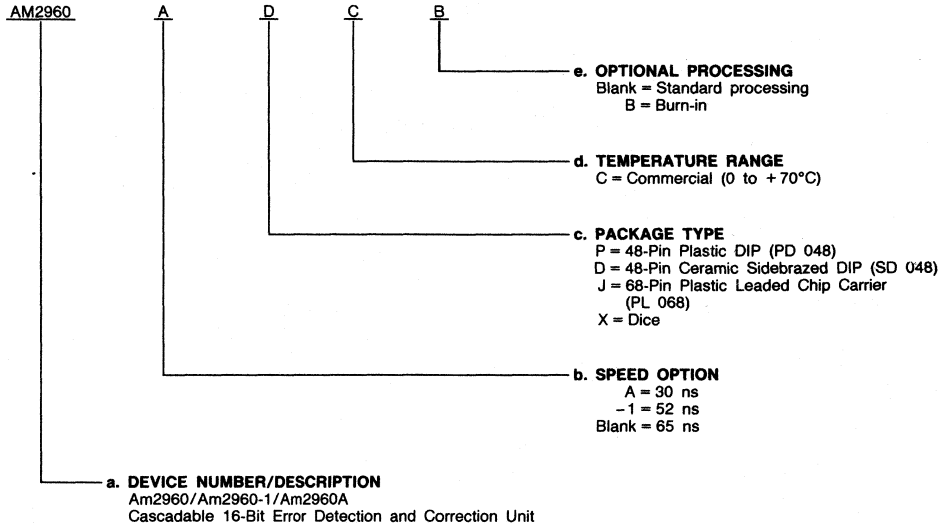 AM2960 A D C B
e. OPTIONAL PROCESSING
Blank = Standard processing
B = Burn-in
d. TEMPERATURE RANGE
C = Commercial (0 to +70°C)
c. PACKAGE TYPE
P = 48-Pin Plastic DIP (PD 048)
D = 48-Pin Ceramic Sidebrazed DIP (SD 048)
J = 68-Pin Plastic Leaded Chip Carrier
(PL 068)
X = Dice
b. SPEED OPTION
A = 30 ns
-1 = 52 ns
Blank = 65 ns
a. DEVICE NUMBER/DESCRIPTION
Am2960/Am2960-1/Am2960A
Cascadable 16-Bit Error Detection and Correction Unit